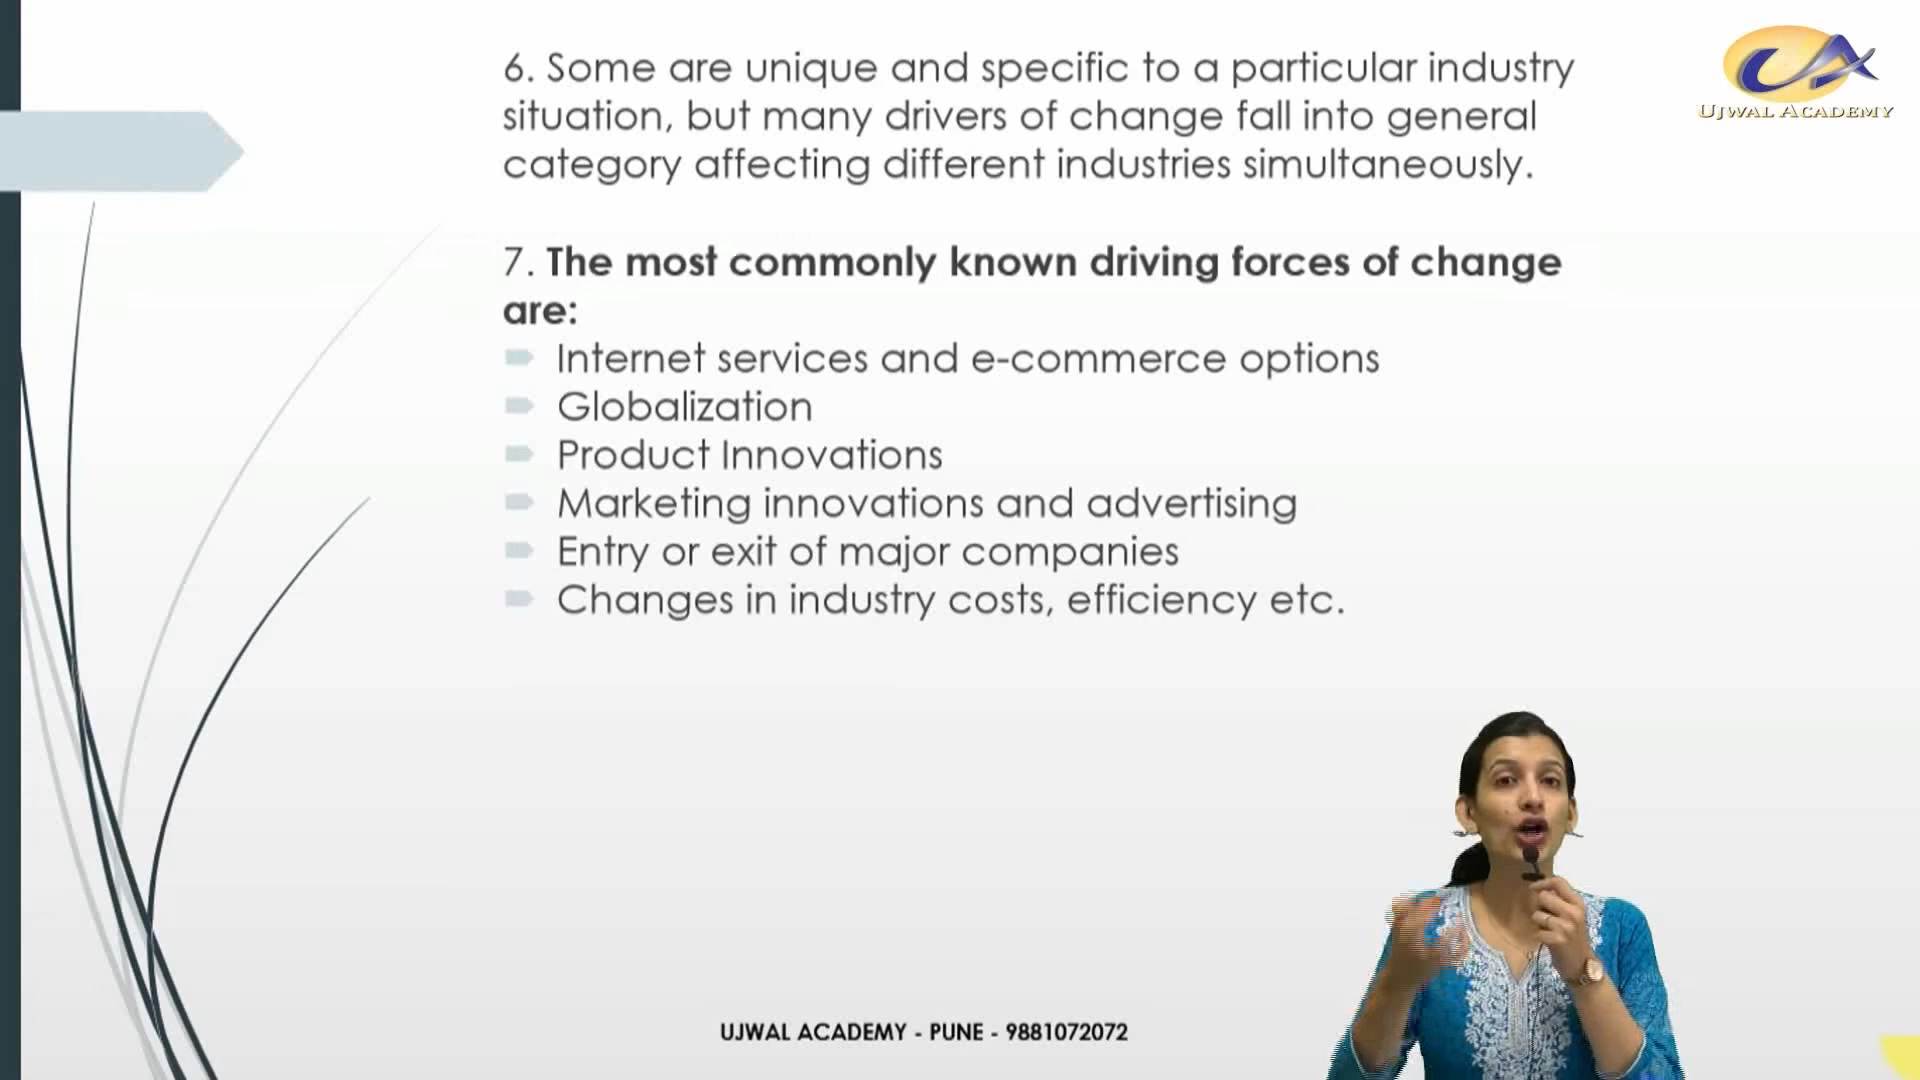 6. Some are unique and specific to a particular industry
situation, but many drivers of change fall into general
category affecting different industries simultaneously.
7. The most commonly known driving forces of change
are:
Internet services and e-commerce options
Globalization
Product Innovations
Marketing innovations and advertising
Entry or exit of major companies
Changes in industry costs, efficiency etc.
UA
UJWAL ACADEMY
UJWAL ACADEMY - PUNE - 9881072072